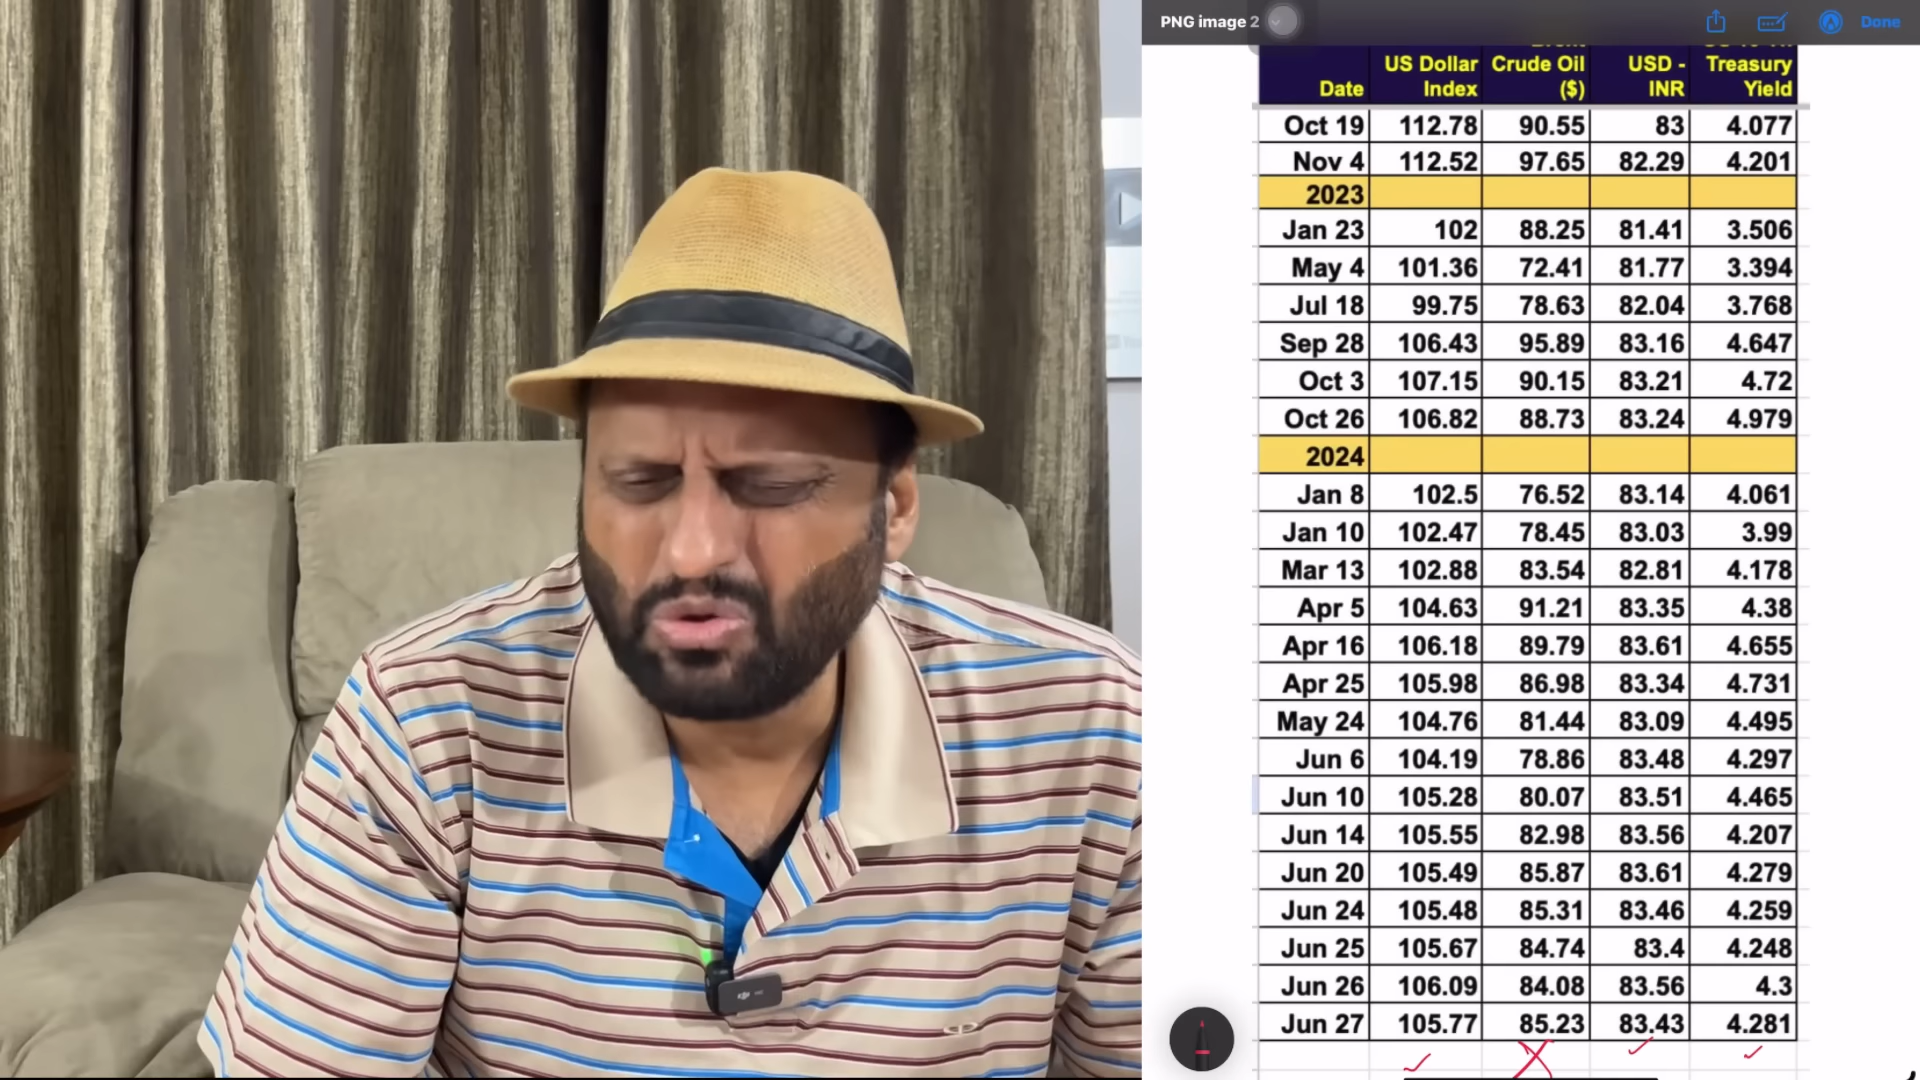 PNG image 2
Done
Date US Dollar Index Crude Oil ($) USD - INR Treasury Yield
Oct 19 112.78 90.55 83 4.077
Nov 4 112.52 97.65 82.29 4.201
2023
Jan 23 102 88.25 81.41 3.506
May 4 101.36 72.41 81.77 3.394
Jul 18 99.75 78.63 82.04 3.768
Sep 28 106.43 95.89 83.16 4.647
Oct 3 107.15 90.15 83.21 4.72
Oct 26 106.82 88.73 83.24 4.979
2024
Jan 8 102.5 76.52 83.14 4.061
Jan 10 102.47 78.45 83.03 3.99
Mar 13 102.88 83.54 82.81 4.178
Apr 5 104.63 91.21 83.35 4.38
Apr 16 106.18 89.79 83.61 4.655
Apr 25 105.98 86.98 83.34 4.731
May 24 104.76 81.44 83.09 4.495
Jun 6 104.19 78.86 83.48 4.297
Jun 10 105.28 80.07 83.51 4.465
Jun 14 105.55 82.98 83.56 4.207
Jun 20 105.49 85.87 83.61 4.279
Jun 24 105.48 85.31 83.46 4.259
Jun 25 105.67 84.74 83.4 4.248
Jun 26 106.09 84.08 83.56 4.3
Jun 27 105.77 85.23 83.43 4.281